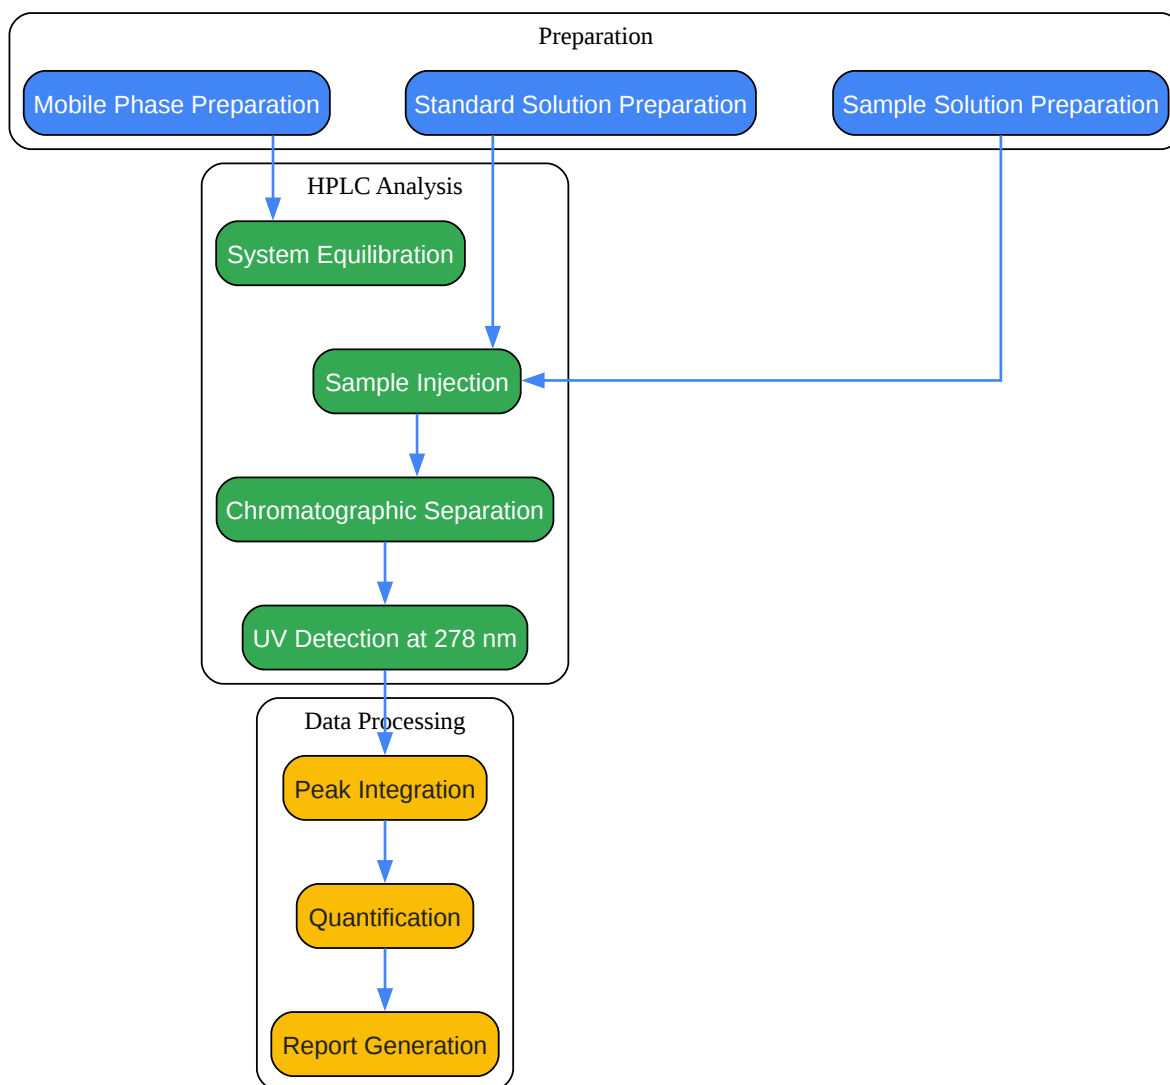 Preparation
Mobile Phase Preparation
Standard Solution Preparation
Sample Solution Preparation
HPLC Analysis
System Equilibration
Sample Injection
Chromatographic Separation
UV Detection at 278 nm
Data Processing
Peak Integration
Quantification
Report Generation